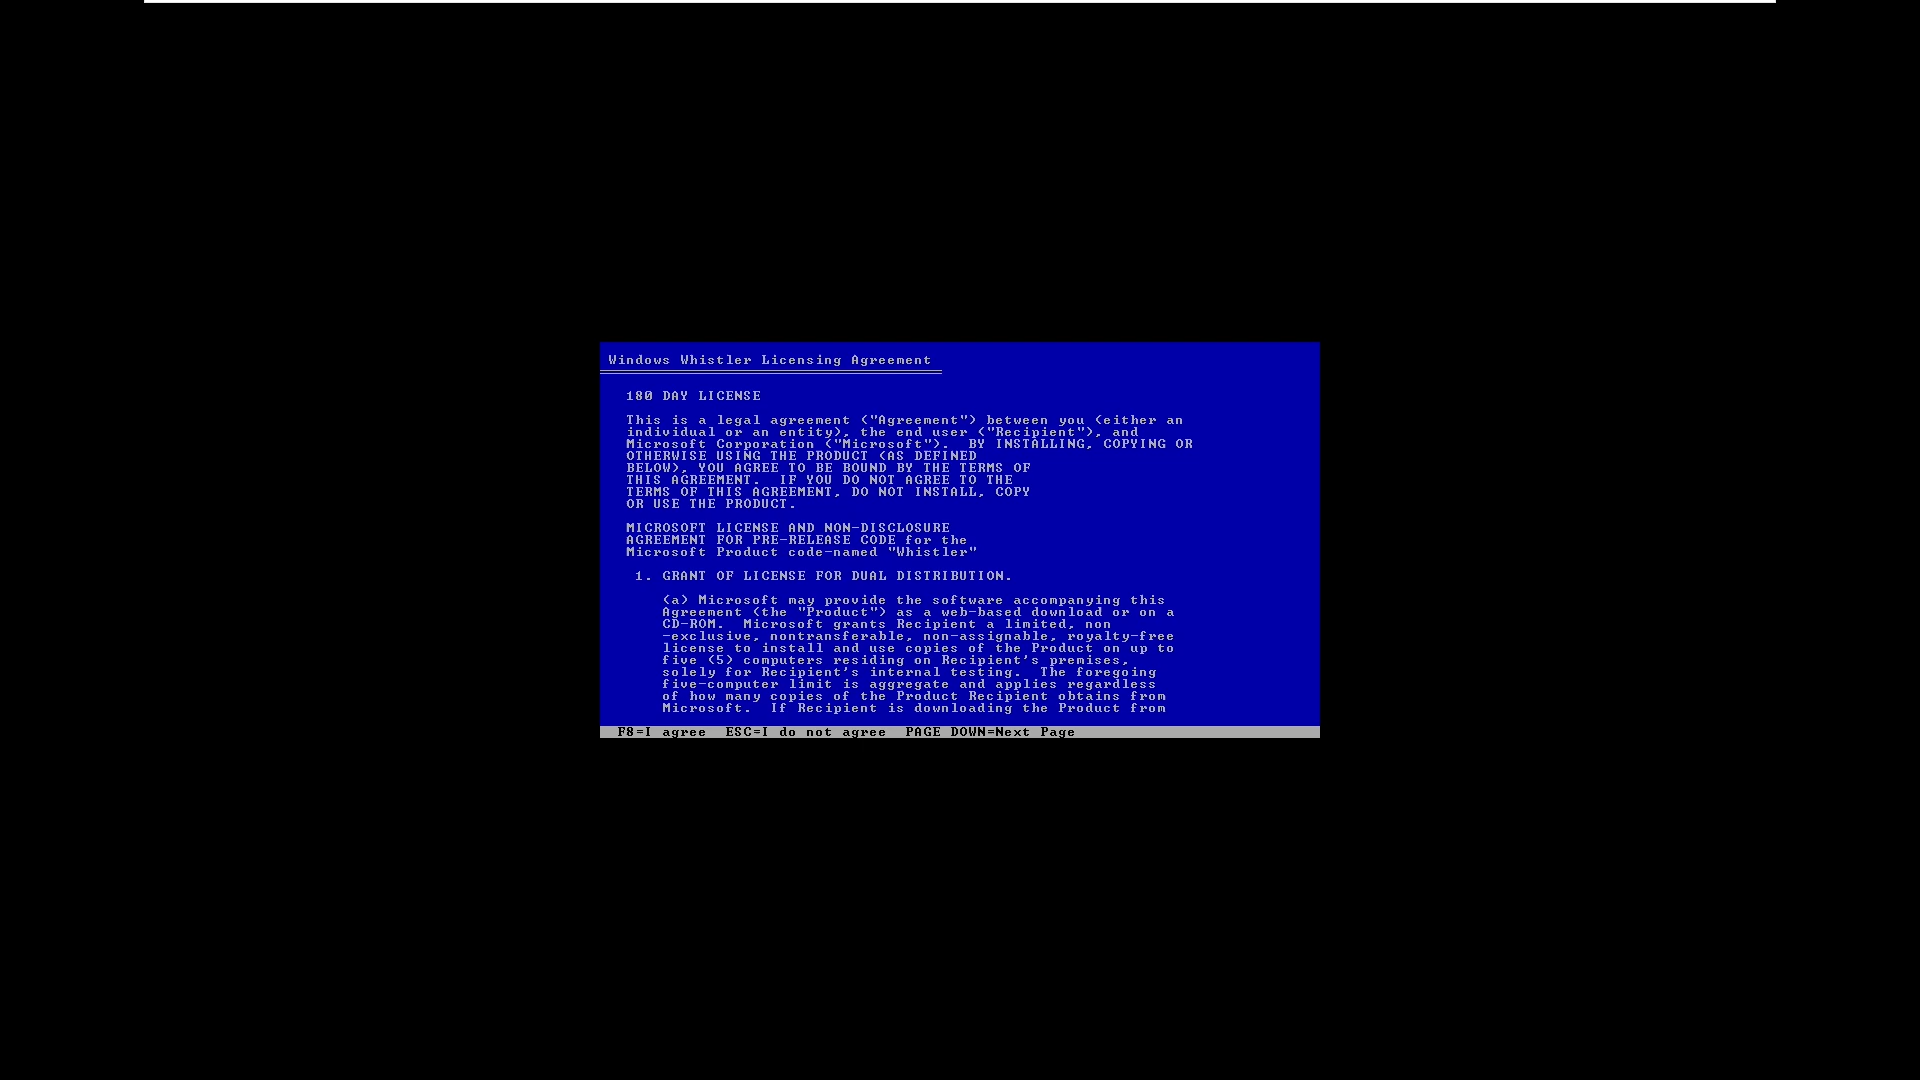 Windows Whistler Licensing Agreement
180 DAY LICENSE
This is a legal agreement ("Agreement") between you (either an
individual or an entity), the end user ("Recipient"), and
Microsoft Corporation ("Microsoft").  BY INSTALLING, COPYING OR
OTHERWISE USING THE PRODUCT (AS DEFINED
BELOW), YOU AGREE TO BE BOUND BY THE TERMS OF
THIS AGREEMENT.  IF YOU DO NOT AGREE TO THE
TERMS OF THIS AGREEMENT, DO NOT INSTALL, COPY
OR USE THE PRODUCT.
MICROSOFT LICENSE AND NON-DISCLOSURE
AGREEMENT FOR PRE-RELEASE CODE for the
Microsoft Product code-named "Whistler"
1. GRANT OF LICENSE FOR DUAL DISTRIBUTION.
(a) Microsoft may provide the software accompanying this
Agreement (the "Product") as a web-based download or on a
CD-ROM.  Microsoft grants Recipient a limited, non
-exclusive, nontransferable, non-assignable, royalty-free
license to install and use copies of the Product on up to
five (5) computers residing on Recipient's premises,
solely for Recipient's internal testing.  The foregoing
five-computer limit is aggregate and applies regardless
of how many copies of the Product Recipient obtains from
Microsoft.  If Recipient is downloading the Product from
F8=I agree  ESC=I do not agree  PAGE DOWN=Next Page